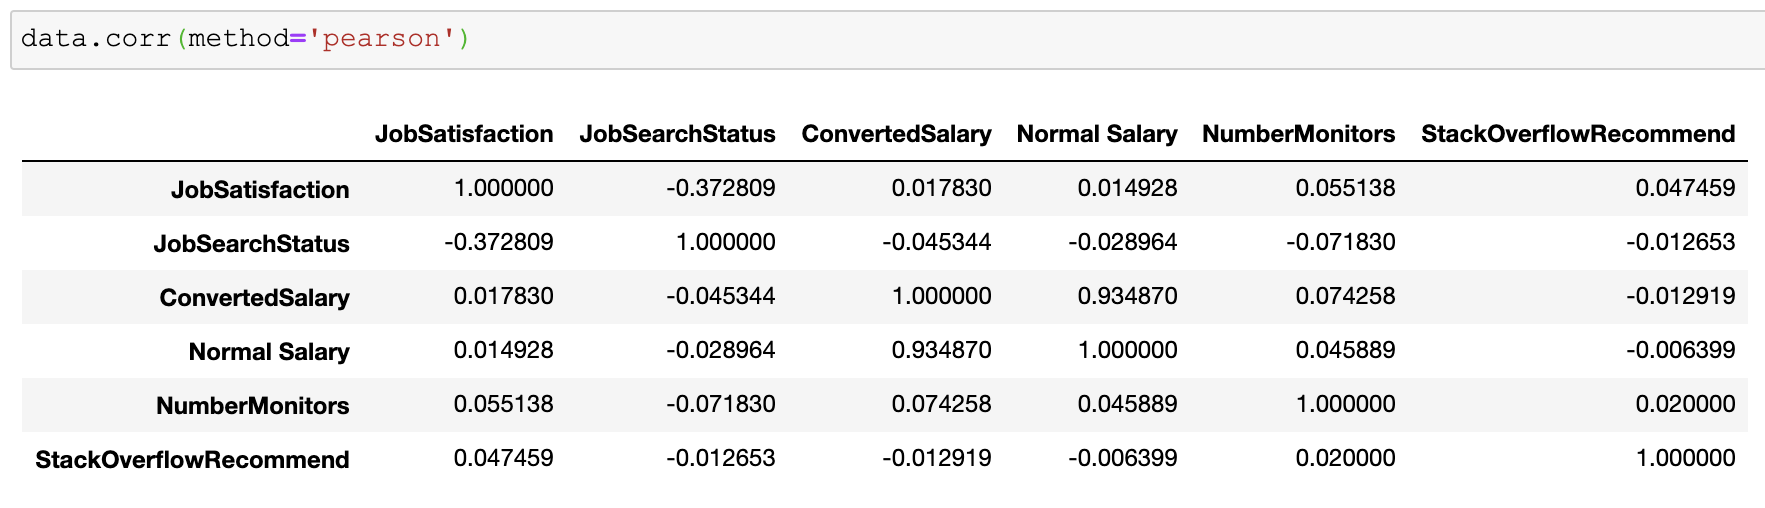 data.corr(method='pearson')
JobSatisfaction JobSearchStatus ConvertedSalary Normal Salary NumberMonitors StackOverflowRecommend
JobSatisfaction 1.000000 -0.372809 0.017830 0.014928 0.055138 0.047459
JobSearchStatus -0.372809 1.000000 -0.045344 -0.028964 -0.071830 -0.012653
ConvertedSalary 0.017830 -0.045344 1.000000 0.934870 0.074258 -0.012919
Normal Salary 0.014928 -0.028964 0.934870 1.000000 0.045889 -0.006399
NumberMonitors 0.055138 -0.071830 0.074258 0.045889 1.000000 0.020000
StackOverflowRecommend 0.047459 -0.012653 -0.012919 -0.006399 0.020000 1.000000